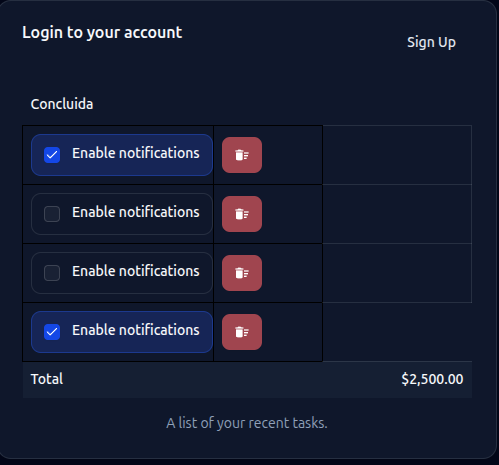 Login to your account
Sign Up
Concluida
Enable notifications
Enable notifications
Enable notifications
Enable notifications
Total $2,500.00
A list of your recent tasks.